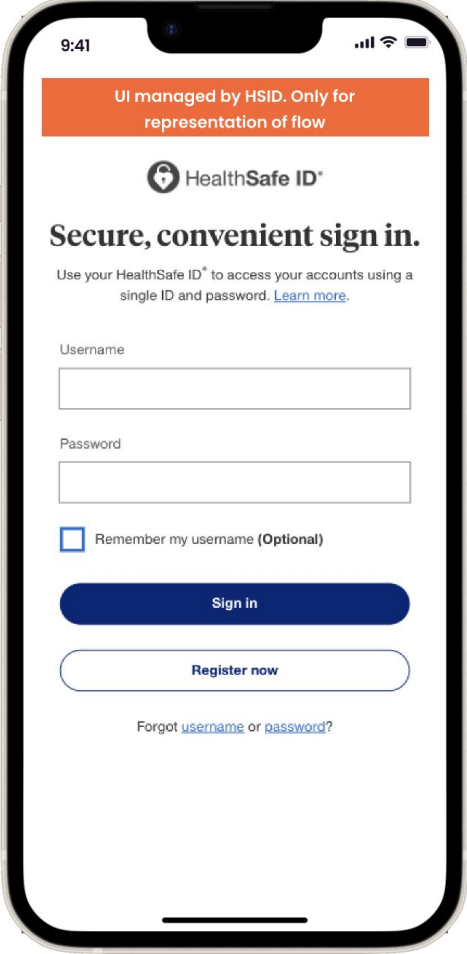 9:41
UI managed by HSID. Only for
representation of flow
HealthSafe ID®
Secure, convenient sign in.
Use your HealthSafe ID® to access your accounts using a
single ID and password. Learn more.
Username
Password
Remember my username (Optional)
Sign in
Register now
Forgot username or password?